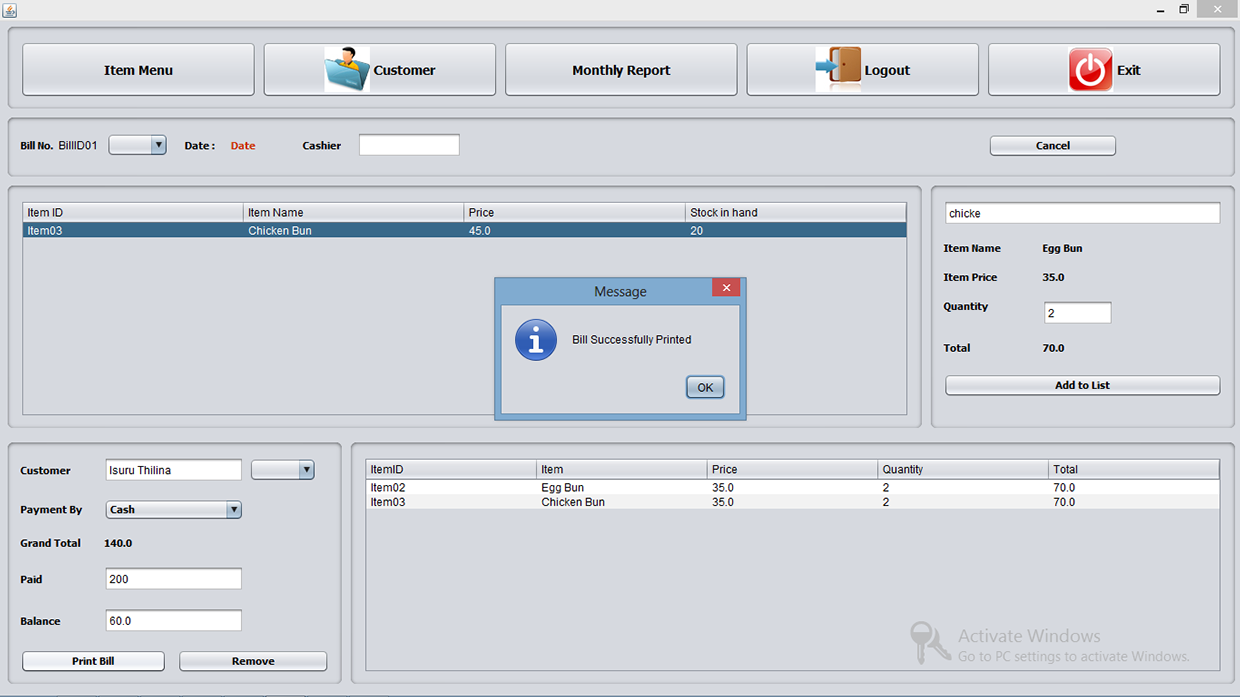 Item Menu Customer Monthly Report Logout Exit
Bill No. BillID01 Date : Date Cashier Cancel
Item ID Item Name Price Stock in hand
Item03 Chicken Bun 45.0 20
chicke
Item Name Egg Bun
Item Price 35.0
Quantity 2
Total 70.0
Add to List
Message
Bill Successfully Printed
OK
Customer Isuru Thilina
Payment By Cash
Grand Total 140.0
Paid 200
Balance 60.0
Print Bill Remove
ItemID Item Price Quantity Total
Item02 Egg Bun 35.0 2 70.0
Item03 Chicken Bun 35.0 2 70.0
Activate Windows
Go to PC settings to activate Windows.